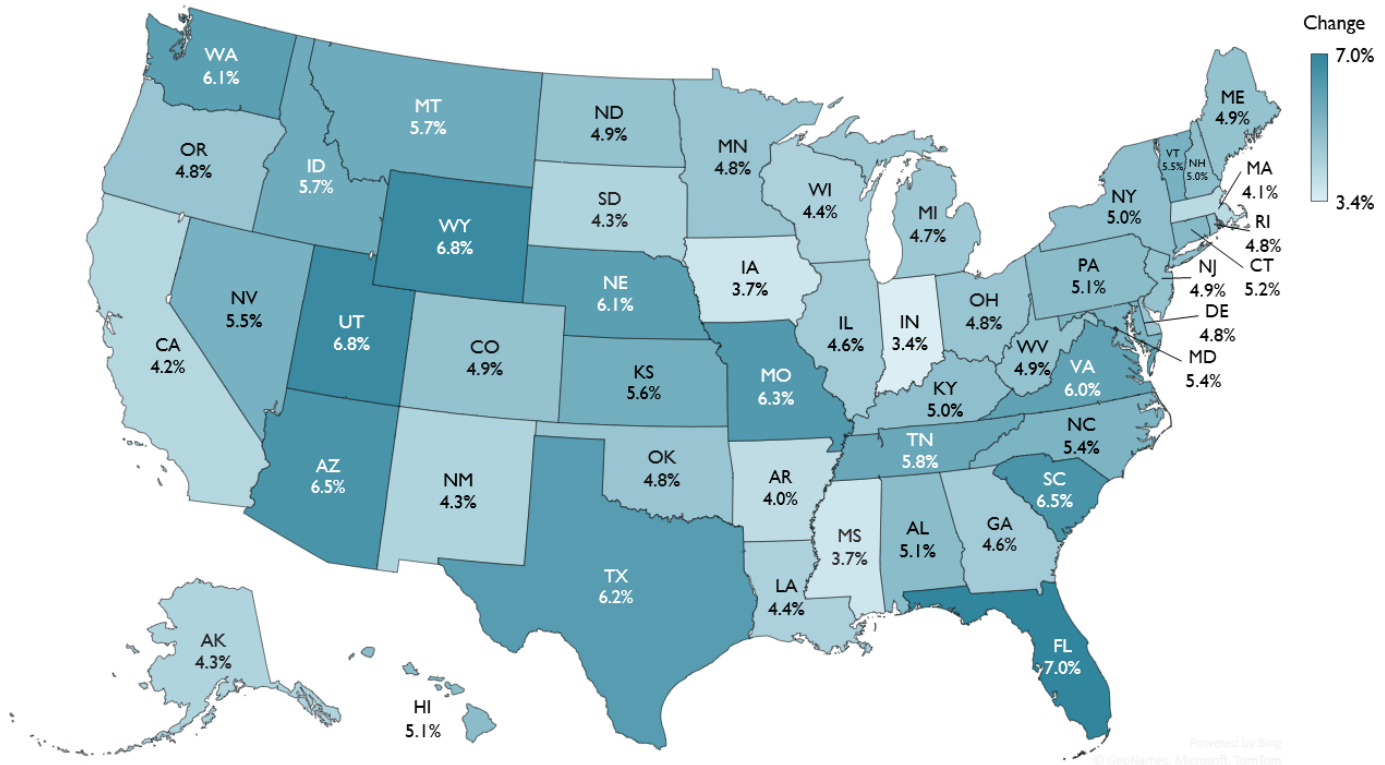 Change
7.0%
3.4%
WA
6.1%
MT
5.7%
ND
4.9%
MN
4.8%
ME
4.9%
OR
4.8%
ID
5.7%
SD
4.3%
WI
4.4%
MI
4.7%
VT
5.5%
NH
5.0%
NY
5.0%
MA
4.1%
RI
4.8%
WY
6.8%
CT
5.2%
NJ
4.9%
PA
5.1%
IA
3.7%
NE
6.1%
NV
5.5%
UT
6.8%
CO
4.9%
IL
4.6%
IN
3.4%
OH
4.8%
DE
4.8%
MD
5.4%
WV
4.9%
VA
6.0%
CA
4.2%
KS
5.6%
MO
6.3%
KY
5.0%
NC
5.4%
TN
5.8%
AZ
6.5%
NM
4.3%
OK
4.8%
AR
4.0%
SC
6.5%
MS
3.7%
AL
5.1%
GA
4.6%
TX
6.2%
LA
4.4%
FL
7.0%
AK
4.3%
HI
5.1%
Powered by Bing
© GeoNames, Microsoft, TomTom